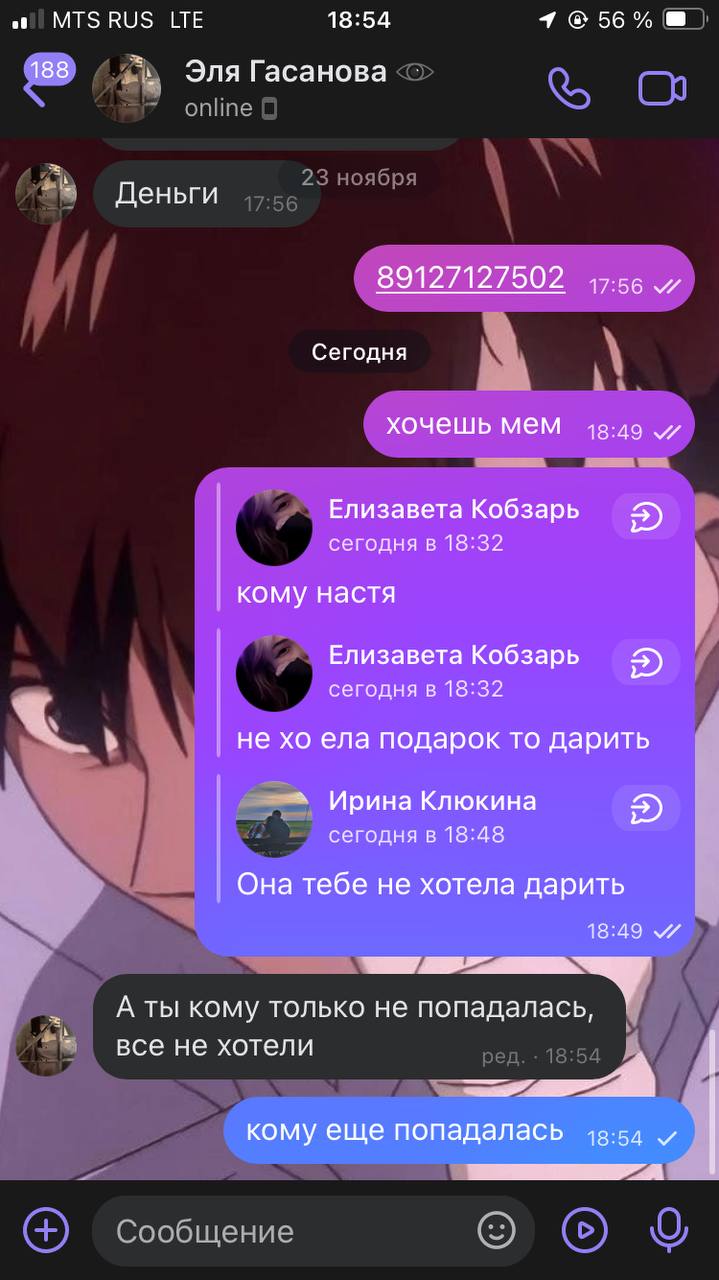 MTS RUS LTE 18:54 56 %
188
Эля Гасанова
online
23 ноября
Деньги 17:56
89127127502 17:56
Сегодня
хочешь мем 18:49
Елизавета Кобзарь
сегодня в 18:32
кому настя
Елизавета Кобзарь
сегодня в 18:32
не хо ела подарок то дарить
Ирина Клюкина
сегодня в 18:48
Она тебе не хотела дарить
18:49
А ты кому только не попадалась,
все не хотели
ред. · 18:54
кому еще попадалась 18:54
Сообщение